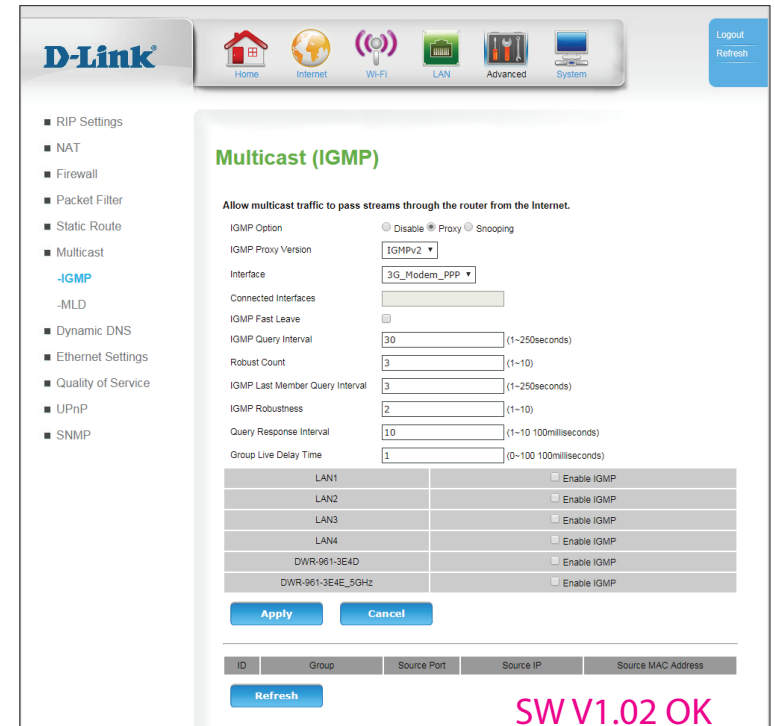 D-Link®
Home
Internet
Wi-Fi
LAN
Advanced
System
Logout
Refresh
RIP Settings
NAT
Firewall
Packet Filter
Static Route
Multicast
-IGMP
-MLD
Dynamic DNS
Ethernet Settings
Quality of Service
UPnP
SNMP
Multicast (IGMP)
Allow multicast traffic to pass streams through the router from the Internet.
IGMP Option Disable Proxy Snooping
IGMP Proxy Version IGMPv2
Interface 3G_Modem_PPP
Connected Interfaces
IGMP Fast Leave
IGMP Query Interval 30 (1~250seconds)
Robust Count 3 (1~10)
IGMP Last Member Query Interval 3 (1~250seconds)
IGMP Robustness 2 (1~10)
Query Response Interval 10 (1~10 100milliseconds)
Group Live Delay Time 1 (0~100 100milliseconds)
LAN1 Enable IGMP
LAN2 Enable IGMP
LAN3 Enable IGMP
LAN4 Enable IGMP
DWR-961-3E4D Enable IGMP
DWR-961-3E4E_5GHz Enable IGMP
Apply Cancel
ID Group Source Port Source IP Source MAC Address
Refresh
SW V1.02 OK